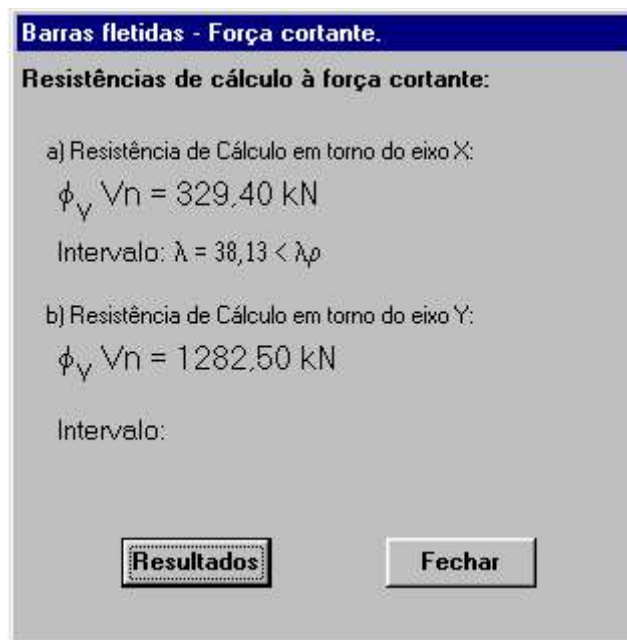 Barras fletidas - Força cortante.
Resistências de cálculo à força cortante:
a) Resistência de Cálculo em torno do eixo X:
ϕV Vn = 329,40 kN
Intervalo: λ = 38,13 < λρ
b) Resistência de Cálculo em torno do eixo Y:
ϕV Vn = 1282,50 kN
Intervalo:
Resultados Fechar